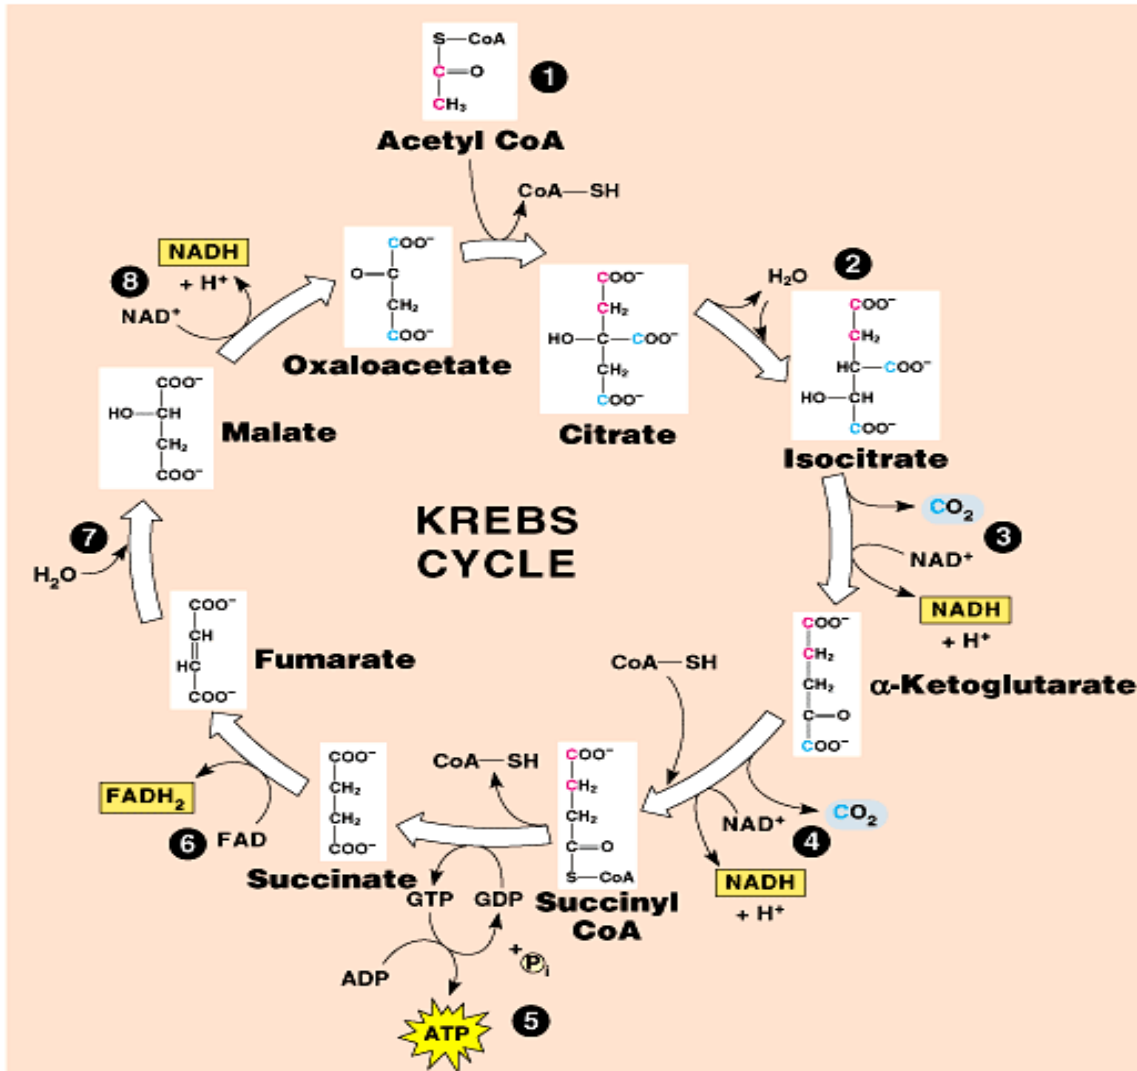 S—CoA
C=O
CH₃
1
Acetyl CoA
CoA—SH
COO⁻
O—C
CH₂
COO⁻
Oxaloacetate
COO⁻
CH₂
HO—C—COO⁻
CH₂
COO⁻
Citrate
H₂O
2
COO⁻
CH₂
HC—COO⁻
HO—CH
COO⁻
Isocitrate
CO₂
3
NAD⁺
NADH
+ H⁺
COO⁻
CH₂
CH₂
C—O
COO⁻
α-Ketoglutarate
CoA—SH
NAD⁺
4
CO₂
NADH
+ H⁺
COO⁻
CH₂
CH₂
C=O
S—CoA
Succinyl
CoA
CoA—SH
GTP
GDP
+ Pi
ADP
ATP
5
COO⁻
CH₂
CH₂
COO⁻
Succinate
FADH₂
6
FAD
COO⁻
CH
HC
COO⁻
Fumarate
7
H₂O
COO⁻
HO—CH
CH₂
COO⁻
Malate
NADH
+ H⁺
8
NAD⁺
KREBS
CYCLE